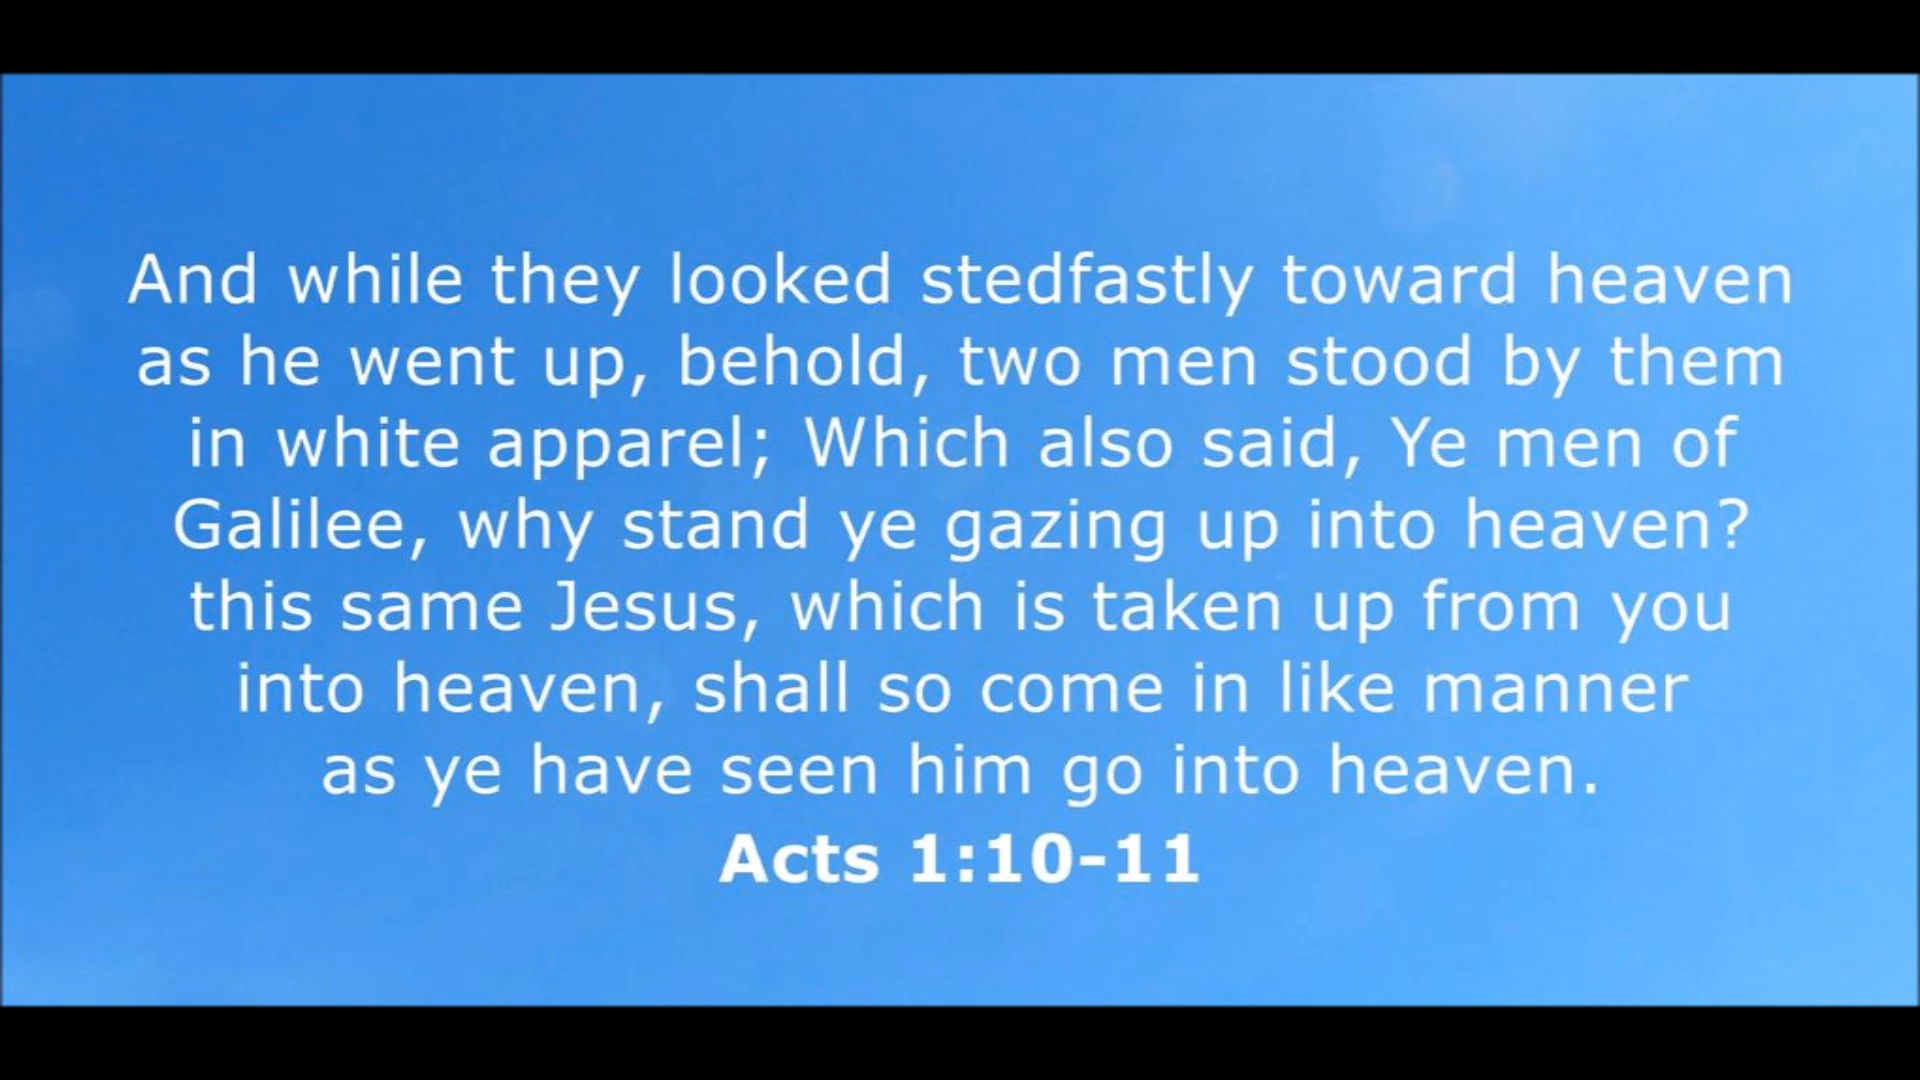 And while they looked stedfastly toward heaven
as he went up, behold, two men stood by them
in white apparel; Which also said, Ye men of
Galilee, why stand ye gazing up into heaven?
this same Jesus, which is taken up from you
into heaven, shall so come in like manner
as ye have seen him go into heaven.
Acts 1:10-11